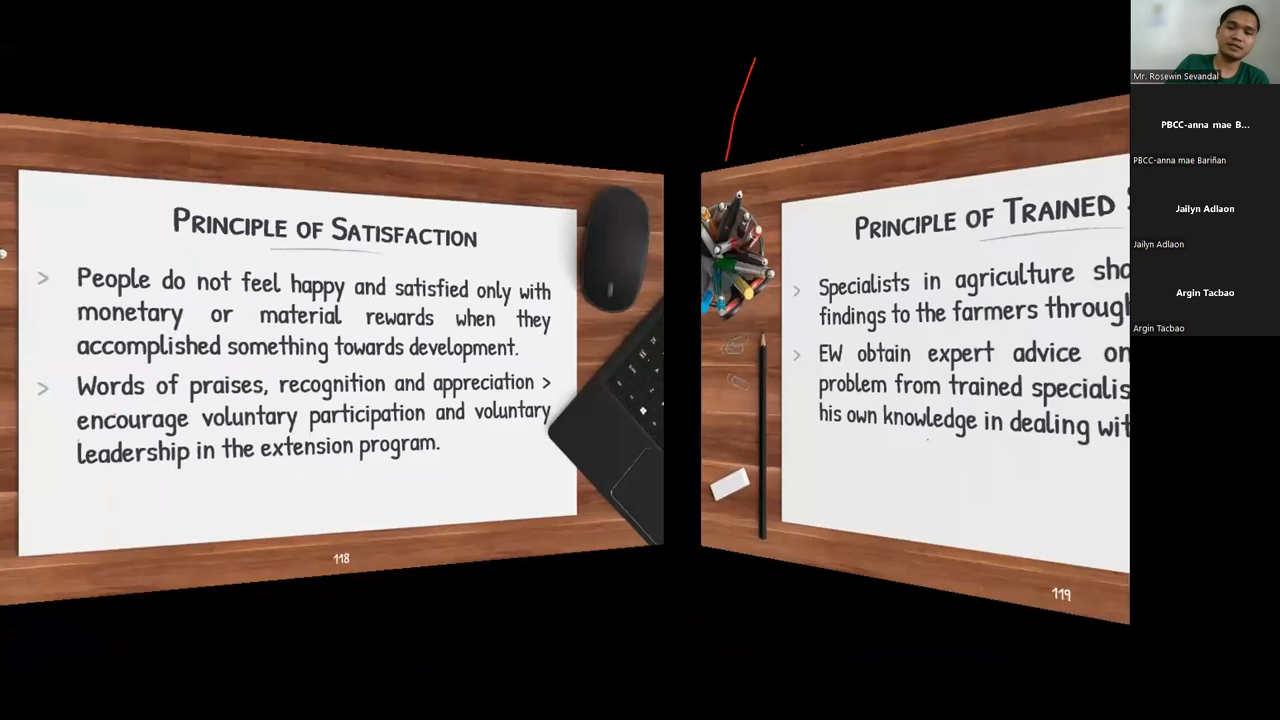 PRINCIPLE OF SATISFACTION
> People do not feel happy and satisfied only with
monetary or material rewards when they
accomplished something towards development.
> Words of praises, recognition and appreciation >
encourage voluntary participation and voluntary
leadership in the extension program.
118
PRINCIPLE OF TRAINED
> Specialists in agriculture
findings to the farmers through
> EW obtain expert advice on
problem from trained
his own knowledge in dealing
119
Mr. Rosewin Sevandal
PBCC-anna mae B...
PBCC-anna mae Bariñan
Jailyn Adlaon
Jailyn Adlaon
Argin Tacbao
Argin Tacbao